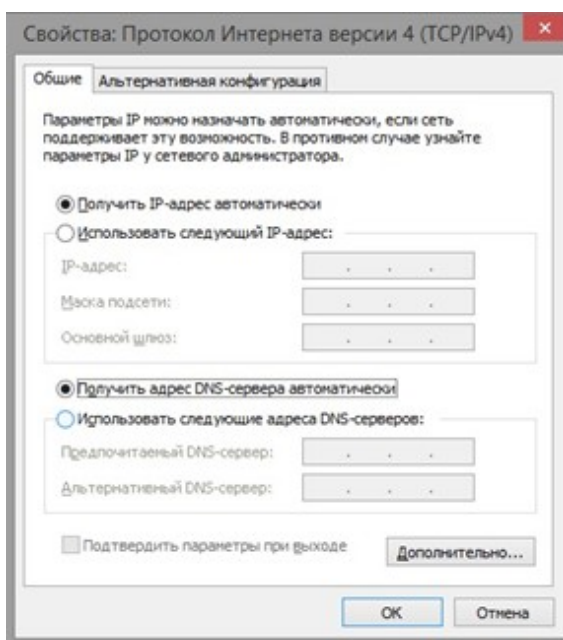 Свойства: Протокол Интернета версии 4 (TCP/IPv4)
Общие
Альтернативная конфигурация
Параметры IP можно назначать автоматически, если сеть
поддерживает эту возможность. В противном случае узнайте
параметры IP у сетевого администратора.
Получить IP-адрес автоматически
Использовать следующий IP-адрес:
IP-адрес:
Маска подсети:
Основной шлюз:
Получить адрес DNS-сервера автоматически
Использовать следующие адреса DNS-серверов:
Предпочитаемый DNS-сервер:
Альтернативный DNS-сервер:
Подтвердить параметры при выходе
Дополнительно...
ОК
Отмена